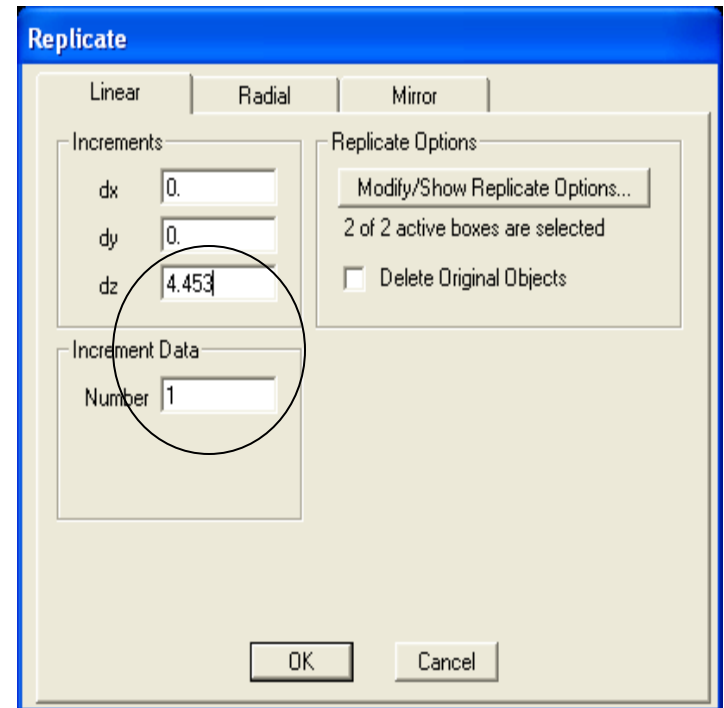 Replicate
Linear Radial Mirror
Increments
dx 0.
dy 0.
dz 4.453
Replicate Options
Modify/Show Replicate Options...
2 of 2 active boxes are selected
Delete Original Objects
Increment Data
Number 1
OK Cancel